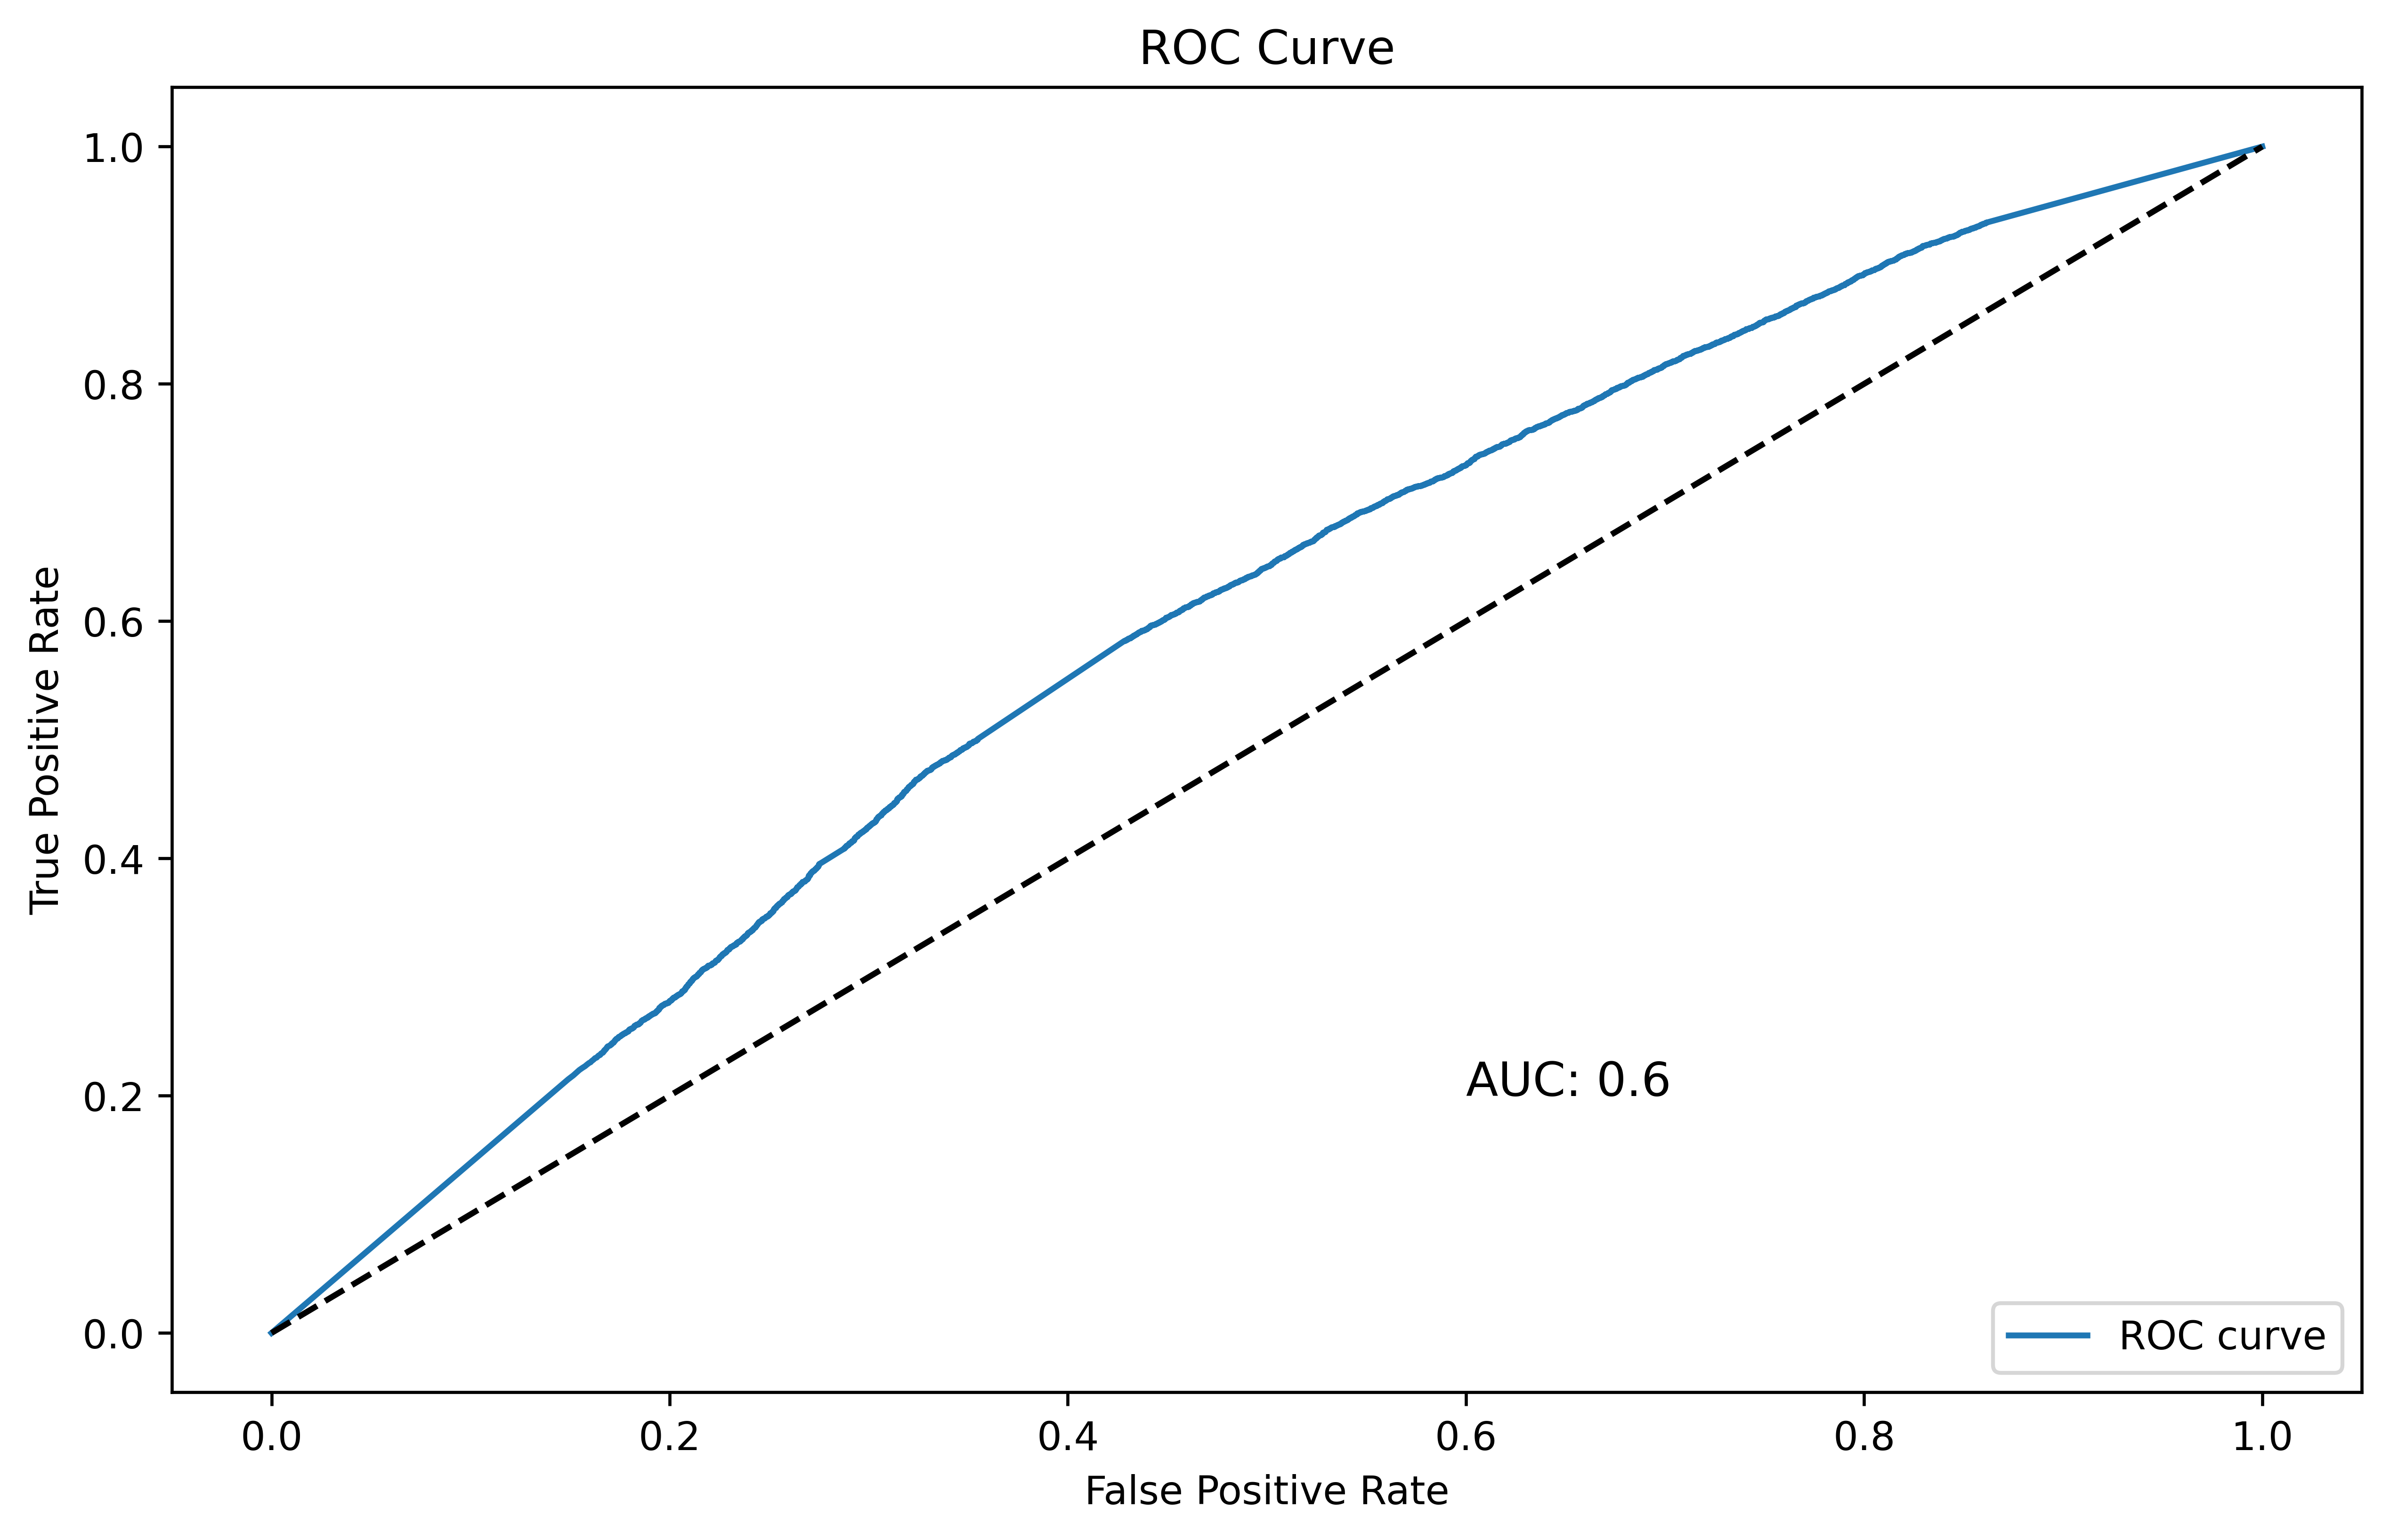 ROC Curve
1.0
0.8
0.6
0.4
0.2
0.0
True Positive Rate
AUC: 0.6
ROC curve
0.0 0.2 0.4 0.6 0.8 1.0
False Positive Rate